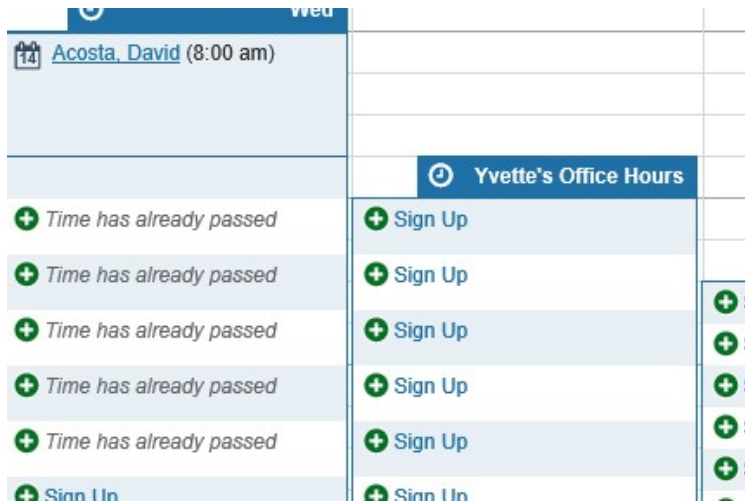 Wed
14 Acosta, David (8:00 am)
Yvette's Office Hours
Time has already passed
Sign Up
Time has already passed
Sign Up
Time has already passed
Sign Up
Time has already passed
Sign Up
Time has already passed
Sign Up
Sign Up
Sign Up